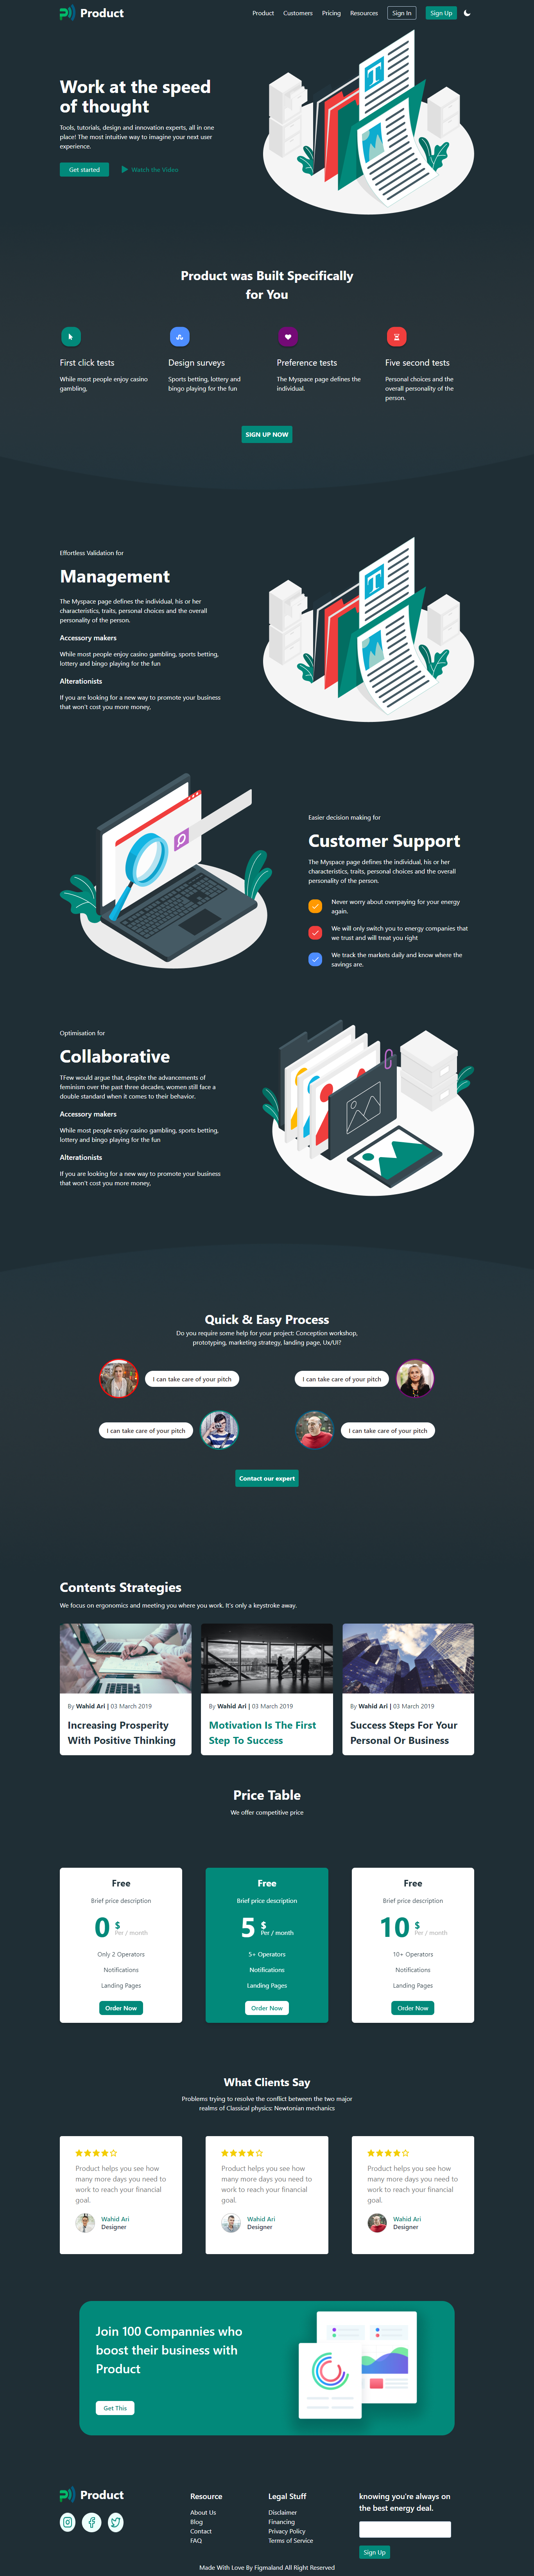 Product
Product
Customers
Pricing
Resources
Sign In
Sign Up
Work at the speed
of thought
Tools, tutorials, design and innovation experts, all in one
place! The most intuitive way to imagine your next user
experience.
Get started
Watch the Video
T
Product was Built Specifically
for You
First click tests
While most people enjoy casino
gambling,
Design surveys
Sports betting, lottery and
bingo playing for the fun
Preference tests
The Myspace page defines the
individual.
Five second tests
Personal choices and the
overall personality of the
person.
SIGN UP NOW
Effortless Validation for
Management
The Myspace page defines the individual, his or her
characteristics, traits, personal choices and the overall
personality of the person.
Accessory makers
While most people enjoy casino gambling, sports betting,
lottery and bingo playing for the fun
Alterationists
If you are looking for a new way to promote your business
that won't cost you more money,
T
Easier decision making for
Customer Support
The Myspace page defines the individual, his or her
characteristics, traits, personal choices and the overall
personality of the person.
Never worry about overpaying for your energy
again.
We will only switch you to energy companies that
we trust and will treat you right
We track the markets daily and know where the
savings are.
Optimisation for
Collaborative
TFew would argue that, despite the advancements of
feminism over the past three decades, women still face a
double standard when it comes to their behavior.
Accessory makers
While most people enjoy casino gambling, sports betting,
lottery and bingo playing for the fun
Alterationists
If you are looking for a new way to promote your business
that won't cost you more money,
Quick & Easy Process
Do you require some help for your project: Conception workshop,
prototyping, marketing strategy, landing page, Ux/UI?
I can take care of your pitch
I can take care of your pitch
I can take care of your pitch
I can take care of your pitch
Contact our expert
Contents Strategies
We focus on ergonomics and meeting you where you work. It's only a keystroke away.
By Wahid Ari | 03 March 2019
Increasing Prosperity
With Positive Thinking
By Wahid Ari | 03 March 2019
Motivation Is The First
Step To Success
By Wahid Ari | 03 March 2019
Success Steps For Your
Personal Or Business
Price Table
We offer competitive price
Free
Brief price description
0 $
Per / month
Only 2 Operators
Notifications
Landing Pages
Order Now
Free
Brief price description
5 $
Per / month
5+ Operators
Notifications
Landing Pages
Order Now
Free
Brief price description
10 $
Per / month
10+ Operators
Notifications
Landing Pages
Order Now
What Clients Say
Problems trying to resolve the conflict between the two major
realms of Classical physics: Newtonian mechanics
Product helps you see how
many more days you need to
work to reach your financial
goal.
Wahid Ari
Designer
Product helps you see how
many more days you need to
work to reach your financial
goal.
Wahid Ari
Designer
Product helps you see how
many more days you need to
work to reach your financial
goal.
Wahid Ari
Designer
Join 100 Compannies who
boost their business with
Product
Get This
Product
Resource
About Us
Blog
Contact
FAQ
Legal Stuff
Disclaimer
Financing
Privacy Policy
Terms of Service
knowing you're always on
the best energy deal.
Sign Up
Made With Love By Figmaland All Right Reserved